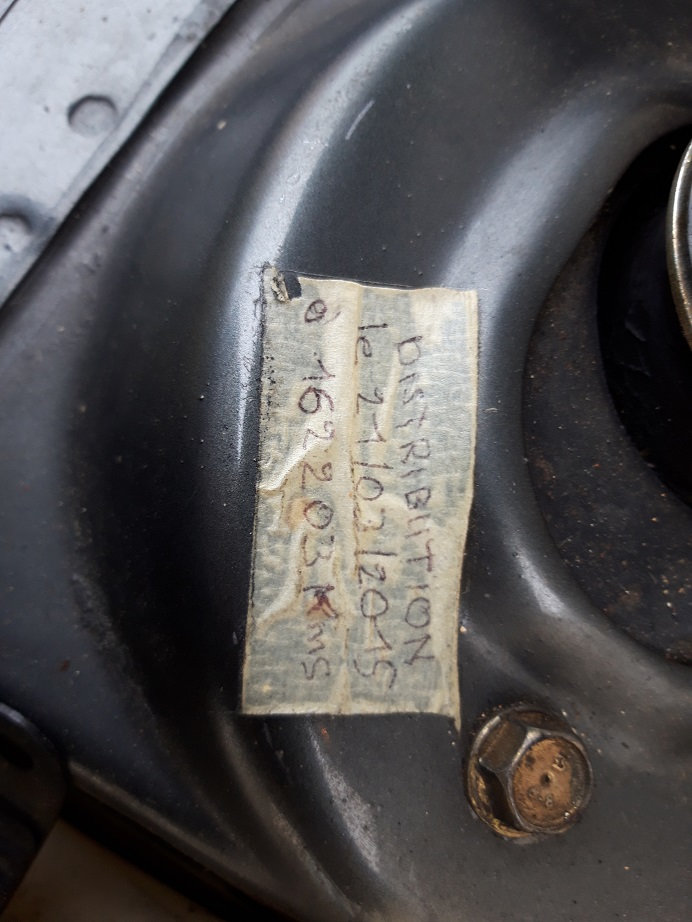 DISTRIBUTION
le 21/03/2015
à 162203 Kms